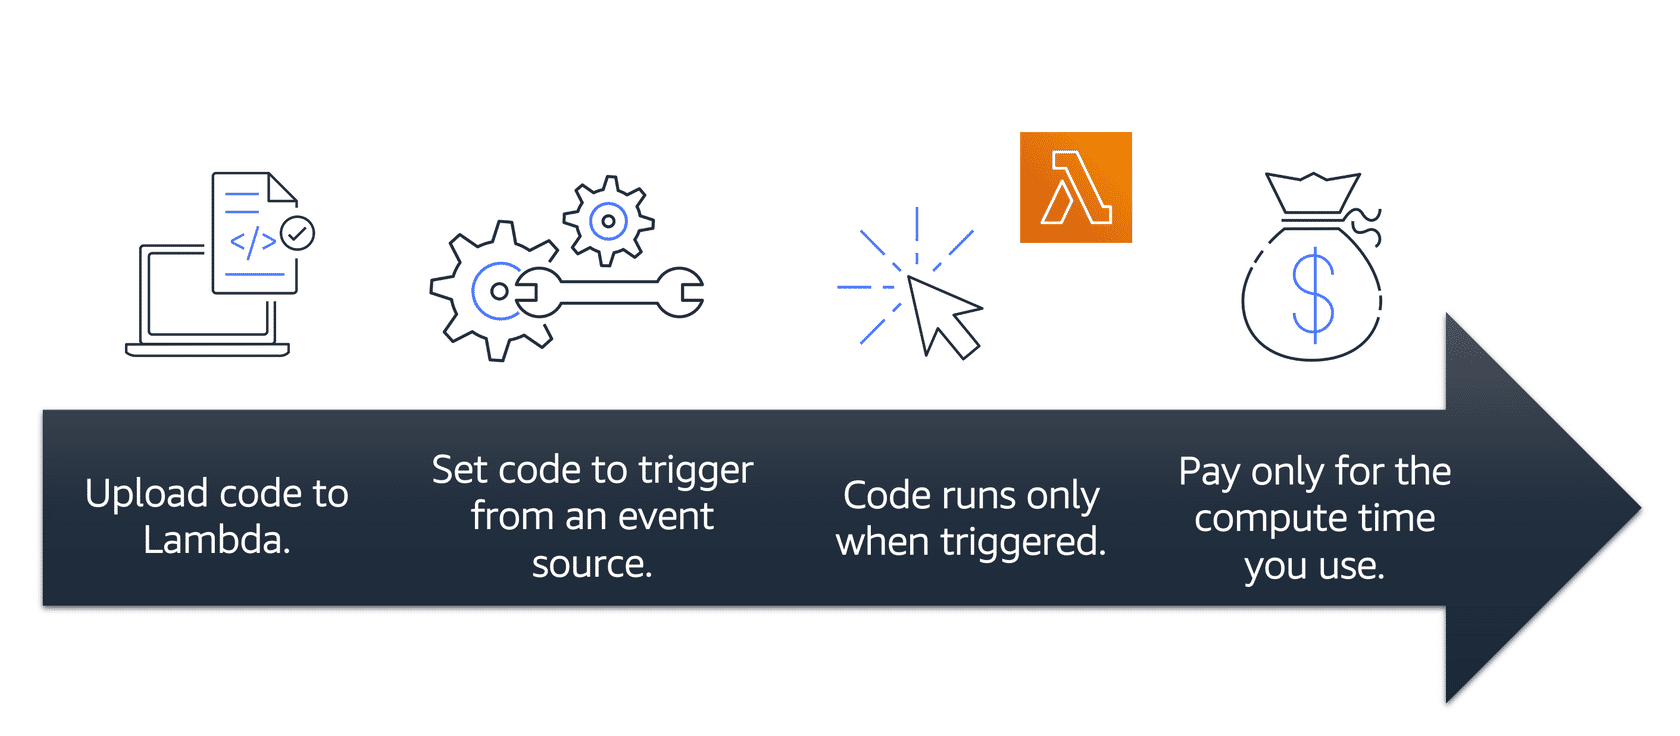 </>
$
Upload code to
Lambda.
Set code to trigger
from an event
source.
Code runs only
when triggered.
Pay only for the
compute time
you use.